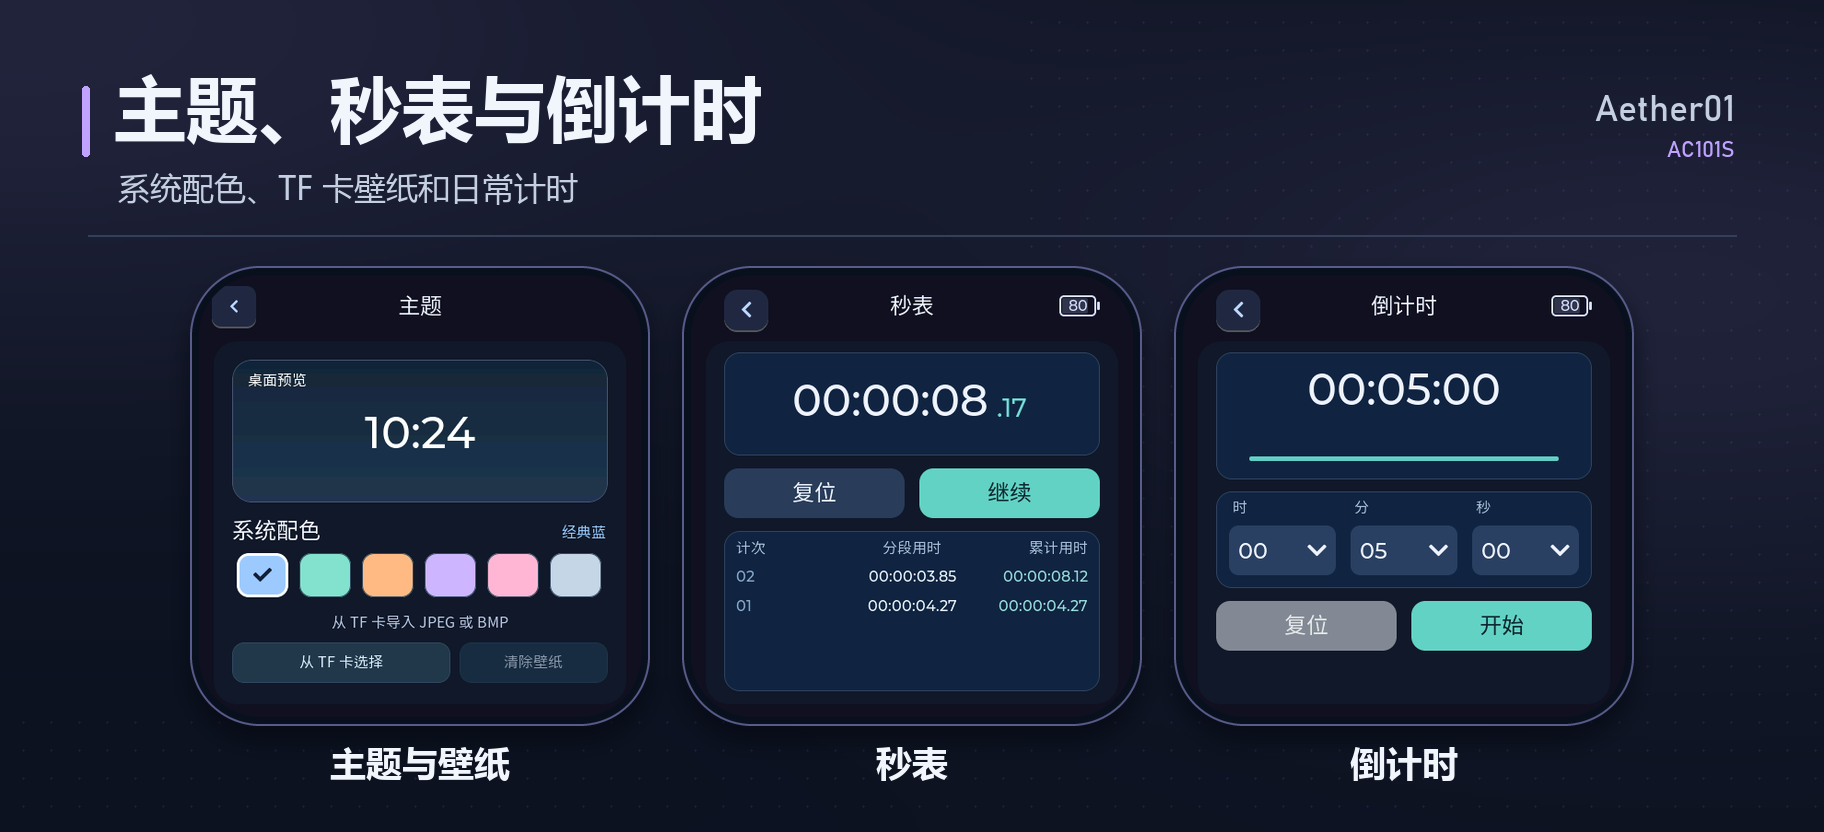 主题、秒表与倒计时
系统配色、TF 卡壁纸和日常计时
Aether01
AC101S
主题
桌面预览
10:24
系统配色
经典蓝
从 TF 卡导入 JPEG 或 BMP
从 TF 卡选择
清除壁纸
主题与壁纸
秒表
80
00:00:08 .17
复位
继续
计次 分段用时 累计用时
02 00:00:03.85 00:00:08.12
01 00:00:04.27 00:00:04.27
秒表
倒计时
80
00:05:00
时 分 秒
00 05 00
复位
开始
倒计时